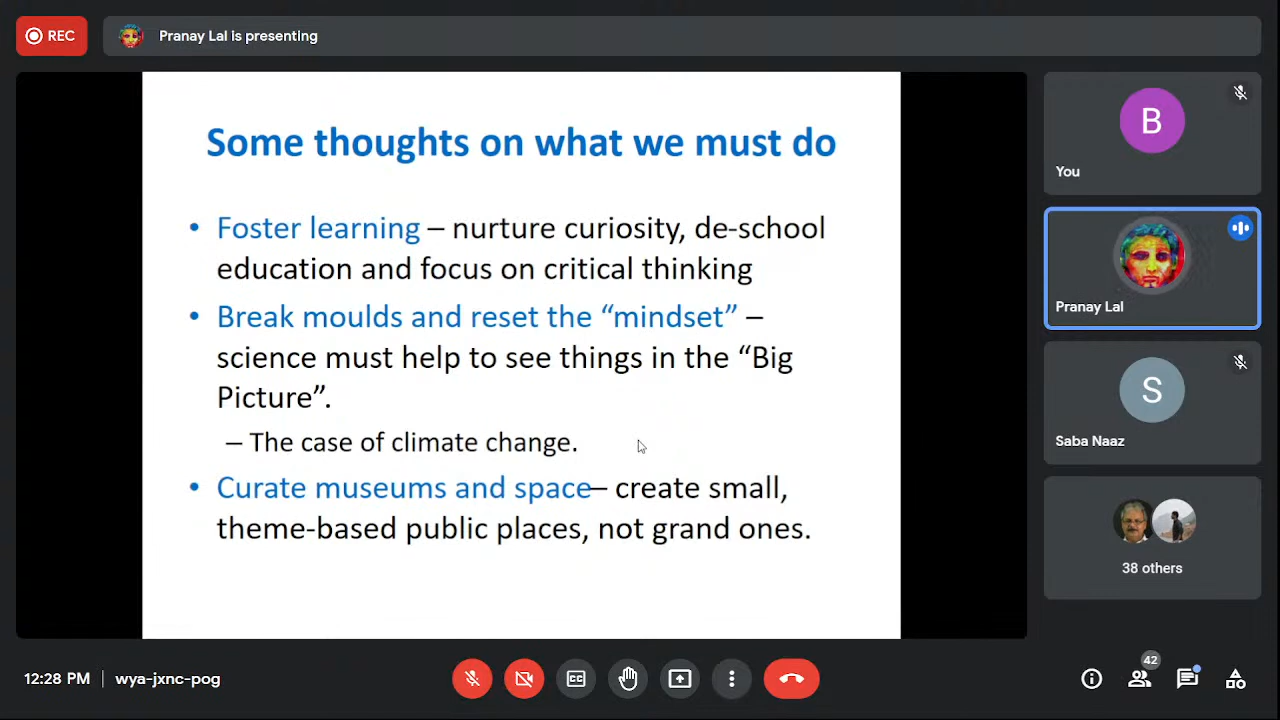 REC
Pranay Lal is presenting
Some thoughts on what we must do
• Foster learning – nurture curiosity, de-school
education and focus on critical thinking
• Break moulds and reset the “mindset” –
science must help to see things in the “Big
Picture”.
– The case of climate change.
• Curate museums and space– create small,
theme-based public places, not grand ones.
B
You
Pranay Lal
S
Saba Naaz
38 others
12:28 PM | wya-jxnc-pog
CC
42